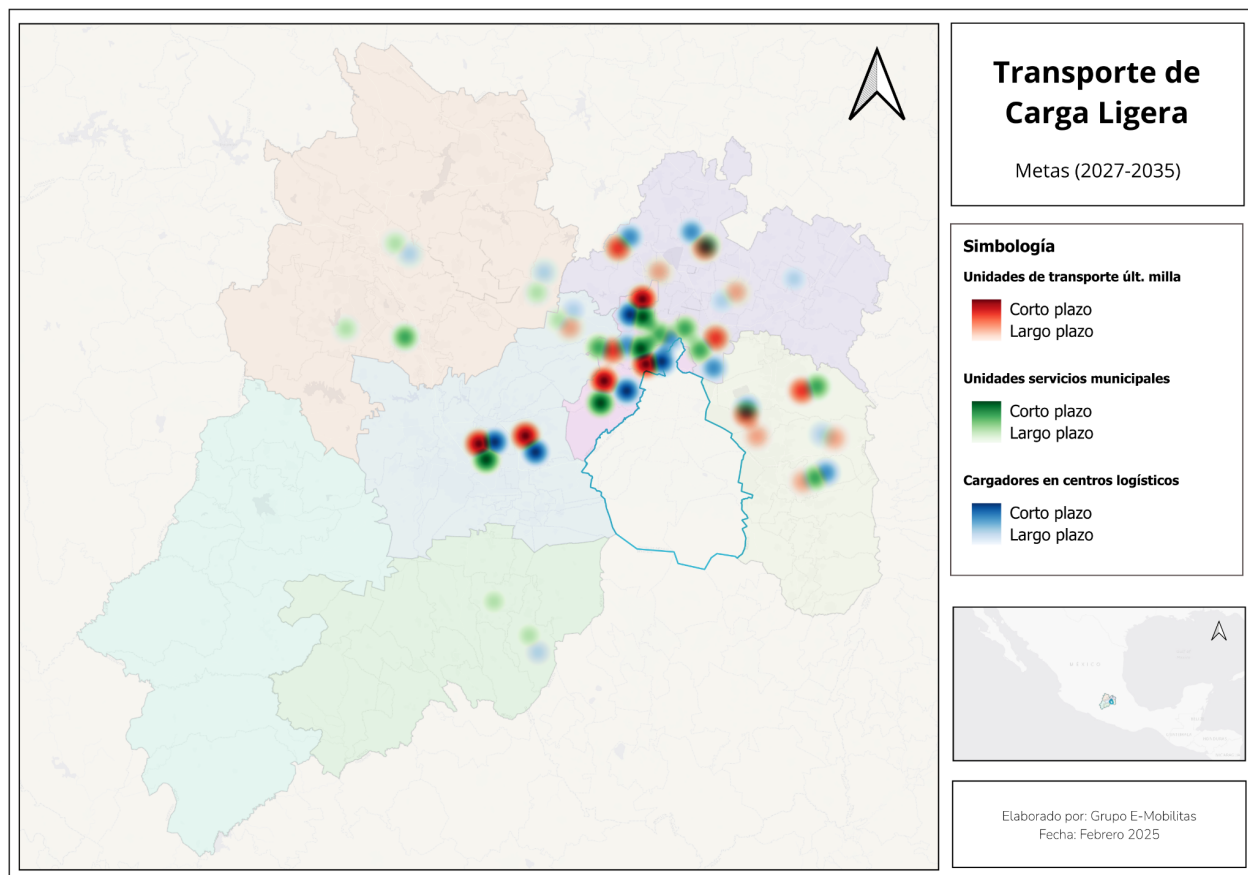 Transporte de
Carga Ligera
Metas (2027-2035)
Simbología
Unidades de transporte últ. milla
Corto plazo
Largo plazo
Unidades servicios municipales
Corto plazo
Largo plazo
Cargadores en centros logísticos
Corto plazo
Largo plazo
MÉXICO
Elaborado por: Grupo E-Mobilitas
Fecha: Febrero 2025